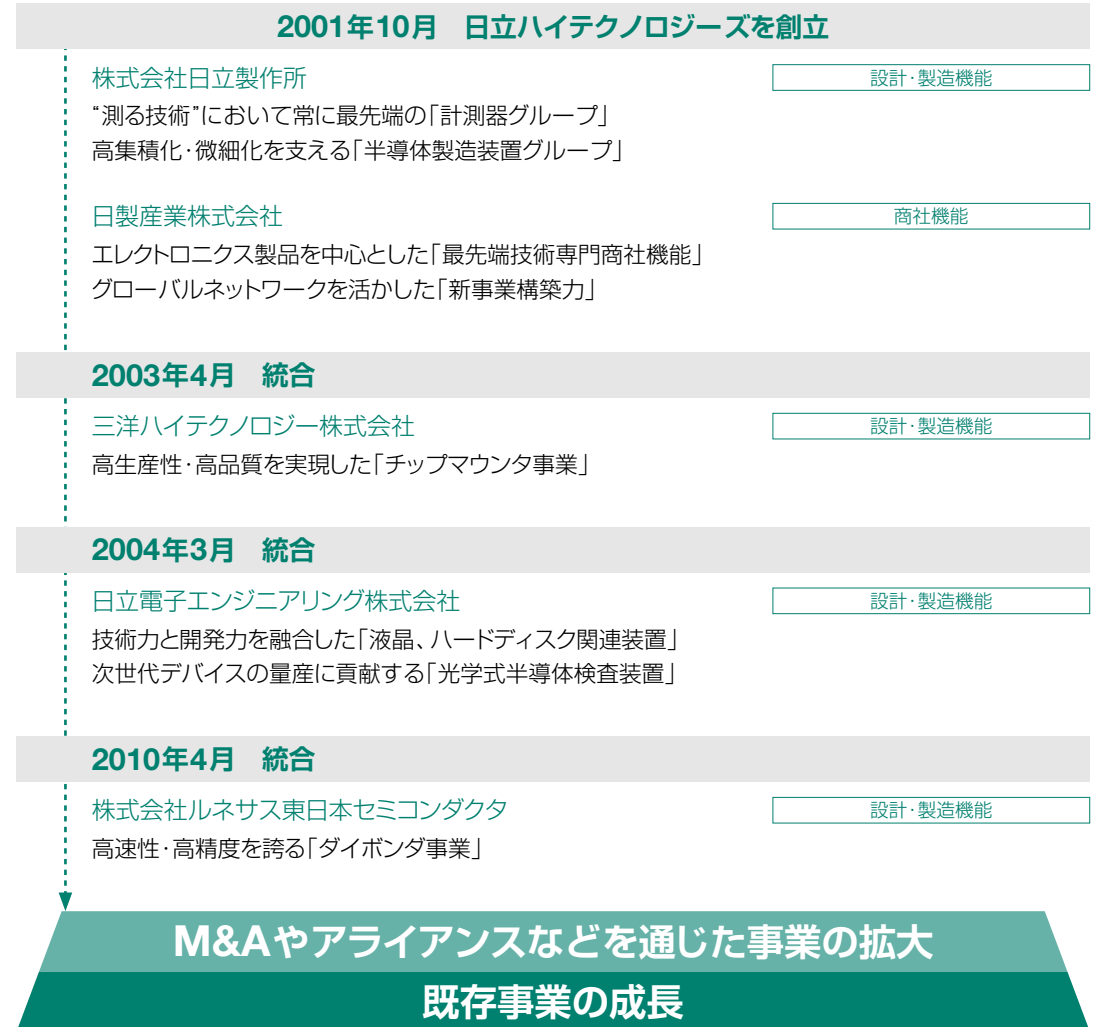 2001年10月　日立ハイテクノロジーズを創立
株式会社日立製作所
設計・製造機能
“測る技術”において常に最先端の「計測器グループ」
高集積化・微細化を支える「半導体製造装置グループ」
日製産業株式会社
商社機能
エレクトロニクス製品を中心とした「最先端技術専門商社機能」
グローバルネットワークを活かした「新事業構築力」
2003年4月　統合
三洋ハイテクノロジー株式会社
設計・製造機能
高生産性・高品質を実現した「チップマウンタ事業」
2004年3月　統合
日立電子エンジニアリング株式会社
設計・製造機能
技術力と開発力を融合した「液晶、ハードディスク関連装置」
次世代デバイスの量産に貢献する「光学式半導体検査装置」
2010年4月　統合
株式会社ルネサス東日本セミコンダクタ
設計・製造機能
高速性・高精度を誇る「ダイボンダ事業」
M&Aやアライアンスなどを通じた事業の拡大
既存事業の成長